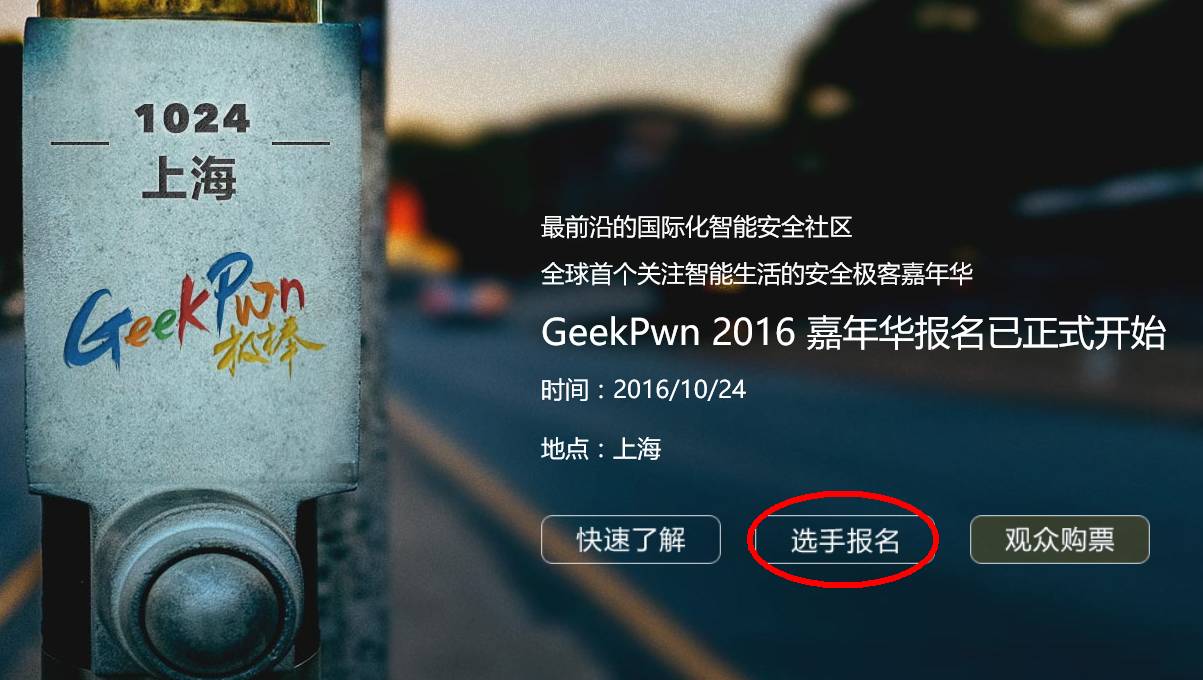 1024
上海
GeekPwn
极棒
最前沿的国际化智能安全社区
全球首个关注智能生活的安全极客嘉年华
GeekPwn 2016 嘉年华报名已正式开始
时间：2016/10/24
地点：上海
快速了解
选手报名
观众购票